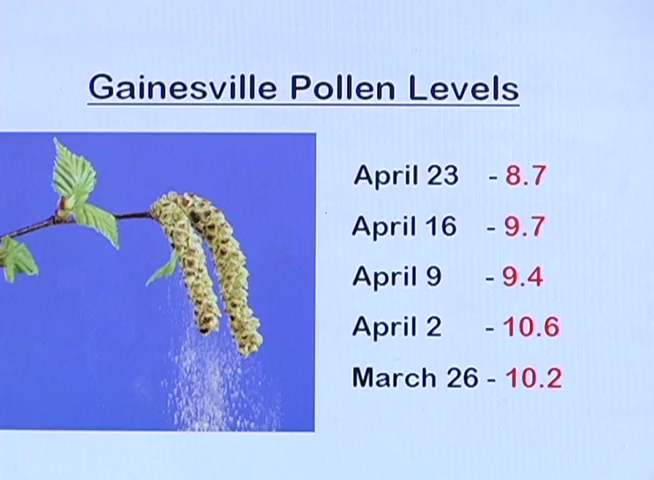 Gainesville Pollen Levels
April 23 - 8.7
April 16 - 9.7
April 9 - 9.4
April 2 - 10.6
March 26 - 10.2